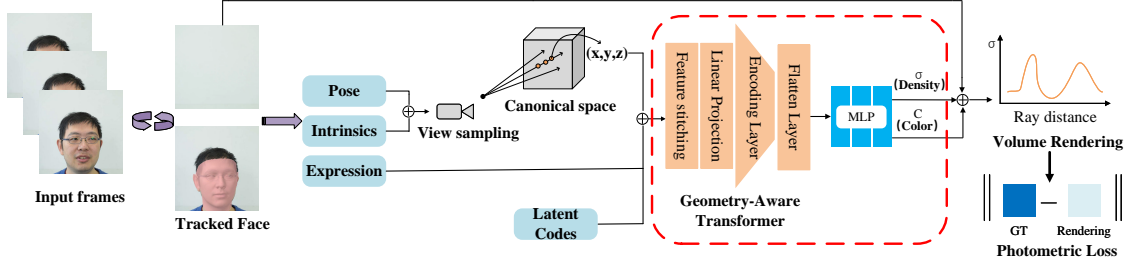 Input frames
Tracked Face
Pose
Intrinsics
Expression
Latent
Codes
View sampling
Canonical space
(x,y,z)
Feature stitching
Linear Projection
Encoding Layer
Flatten Layer
Geometry-Aware
Transformer
MLP
σ
(Density)
C
(Color)
σ
Ray distance
Volume Rendering
GT
Rendering
Photometric Loss